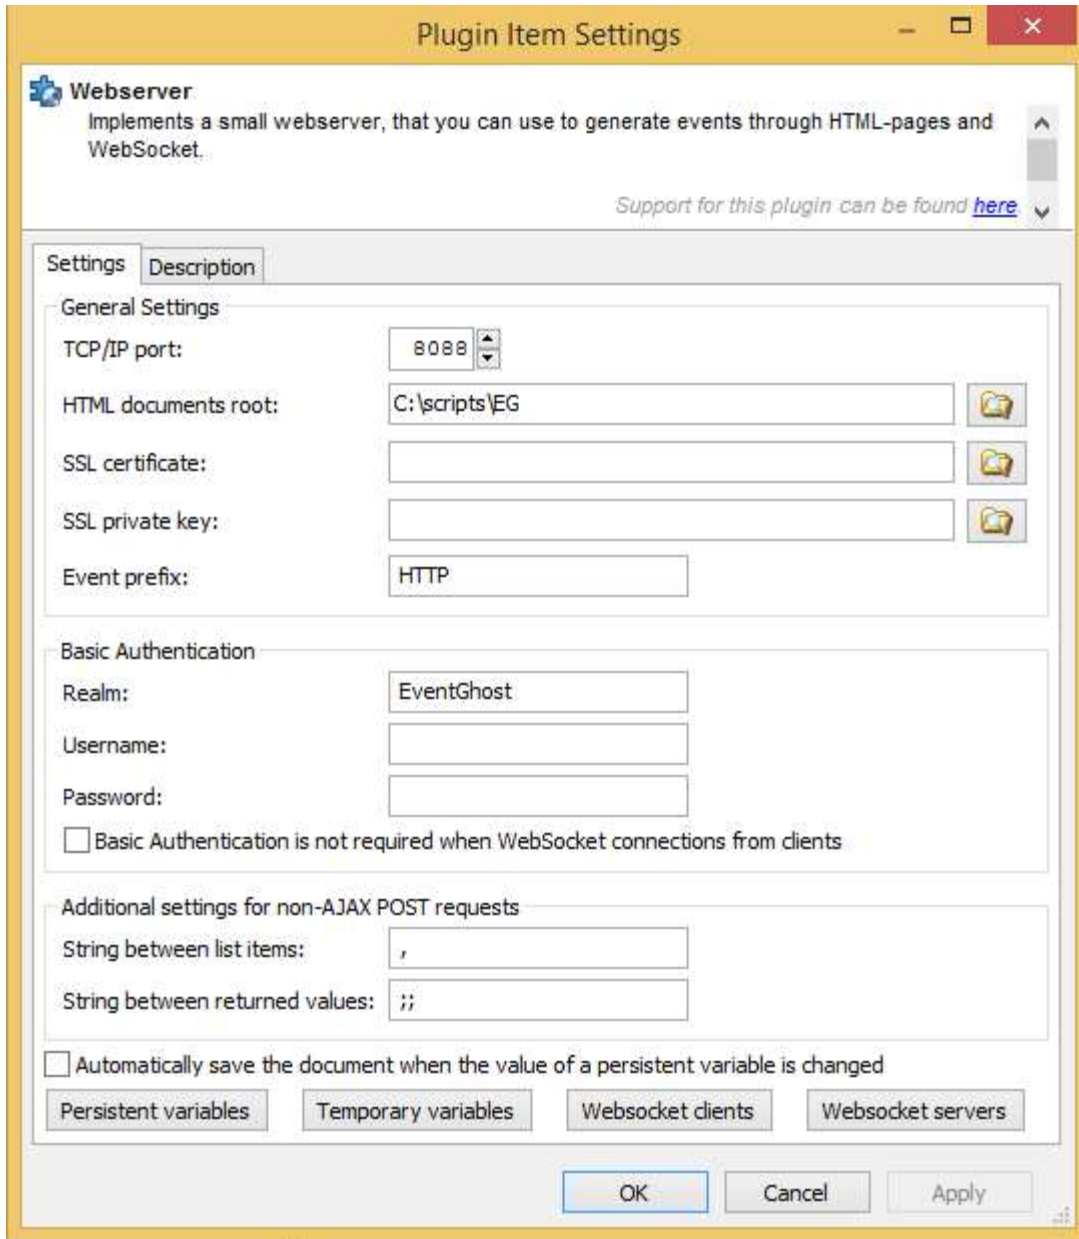 Plugin Item Settings
Webserver
Implements a small webserver, that you can use to generate events through HTML-pages and
WebSocket.
Support for this plugin can be found here.
Settings
Description
General Settings
TCP/IP port: 8088
HTML documents root: C:\scripts\EG
SSL certificate:
SSL private key:
Event prefix: HTTP
Basic Authentication
Realm: EventGhost
Username:
Password:
Basic Authentication is not required when WebSocket connections from clients
Additional settings for non-AJAX POST requests
String between list items: ,
String between returned values: ;;
Automatically save the document when the value of a persistent variable is changed
Persistent variables
Temporary variables
Websocket clients
Websocket servers
OK
Cancel
Apply